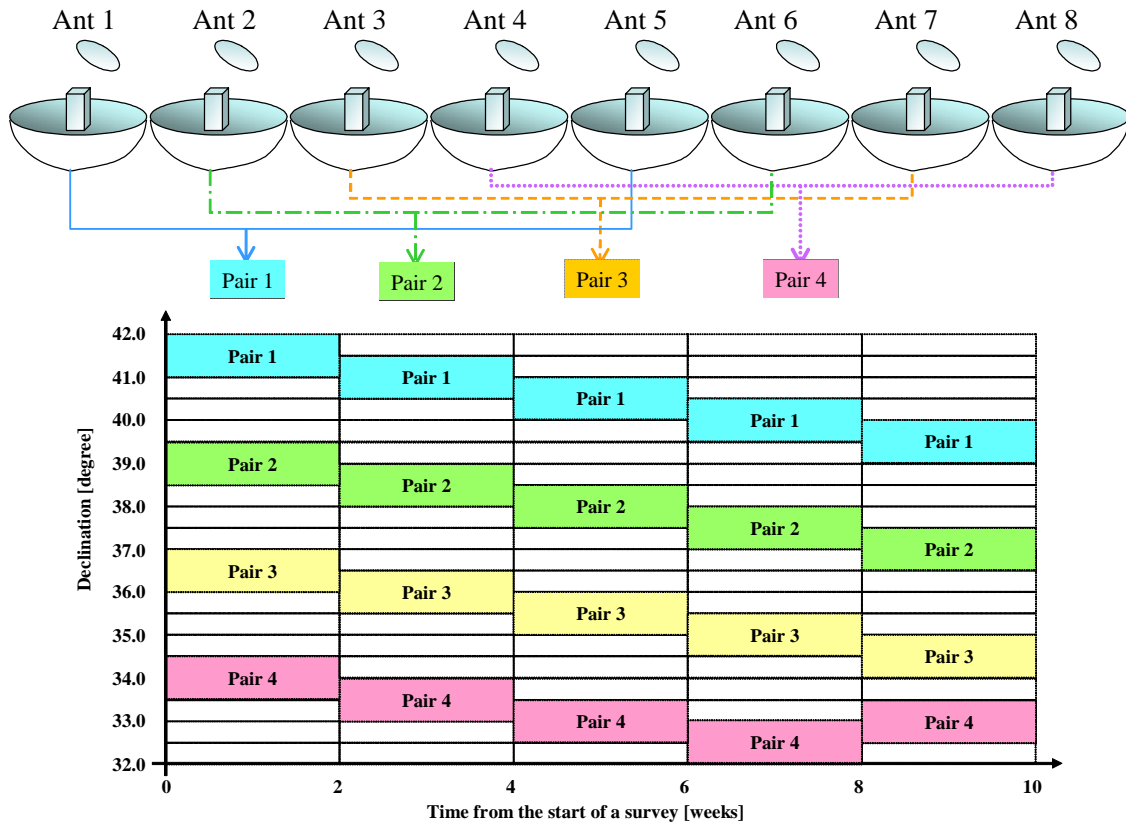 Ant 1 Ant 2 Ant 3 Ant 4 Ant 5 Ant 6 Ant 7 Ant 8
Pair 1 Pair 2 Pair 3 Pair 4
42.0
Pair 1
Pair 1
41.0
Pair 1
Pair 1
40.0
Pair 1
Pair 2
39.0
Pair 2
Pair 2
38.0
Pair 2
Pair 2
37.0
Pair 3
Pair 3
36.0
Pair 3
Pair 3
35.0
Pair 3
Pair 4
34.0
Pair 4
Pair 4
Pair 4
33.0
Pair 4
32.0
Declination [degree]
0 2 4 6 8 10
Time from the start of a survey [weeks]